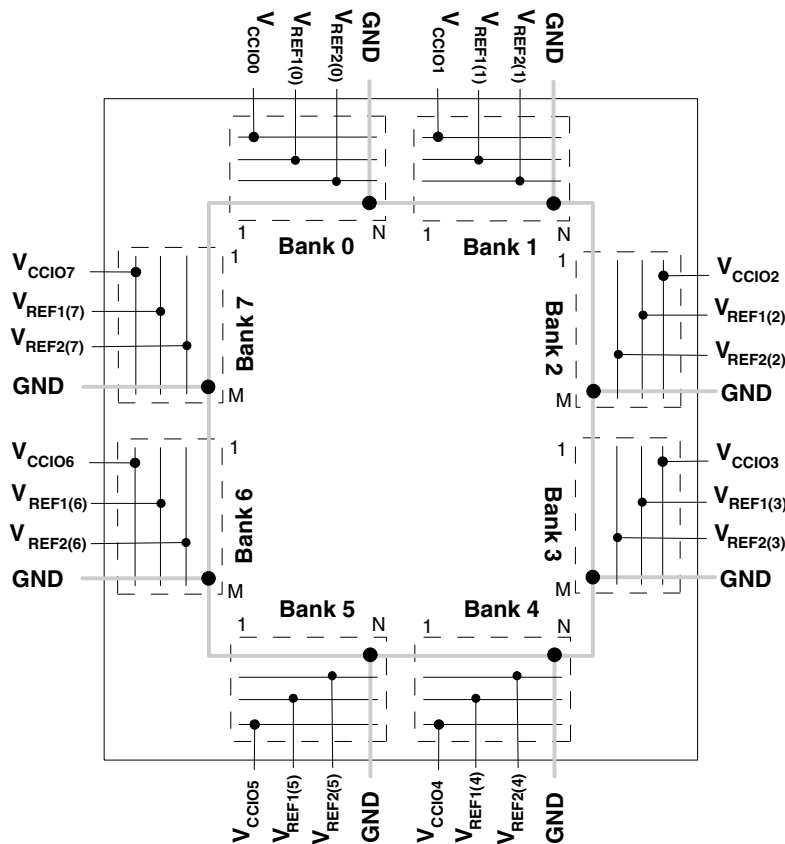 VCCIO0
VREF1(0)
VREF2(0)
GND
VCCIO1
VREF1(1)
VREF2(1)
GND
1
Bank 0
N
1
Bank 1
N
VCCIO7
VREF1(7)
VREF2(7)
GND
1
Bank 7
M
1
Bank 2
M
VCCIO2
VREF1(2)
VREF2(2)
GND
VCCIO6
VREF1(6)
VREF2(6)
GND
1
Bank 6
M
1
Bank 3
M
VCCIO3
VREF1(3)
VREF2(3)
GND
1
Bank 5
N
1
Bank 4
N
VCCIO5
VREF1(5)
VREF2(5)
GND
VCCIO4
VREF1(4)
VREF2(4)
GND